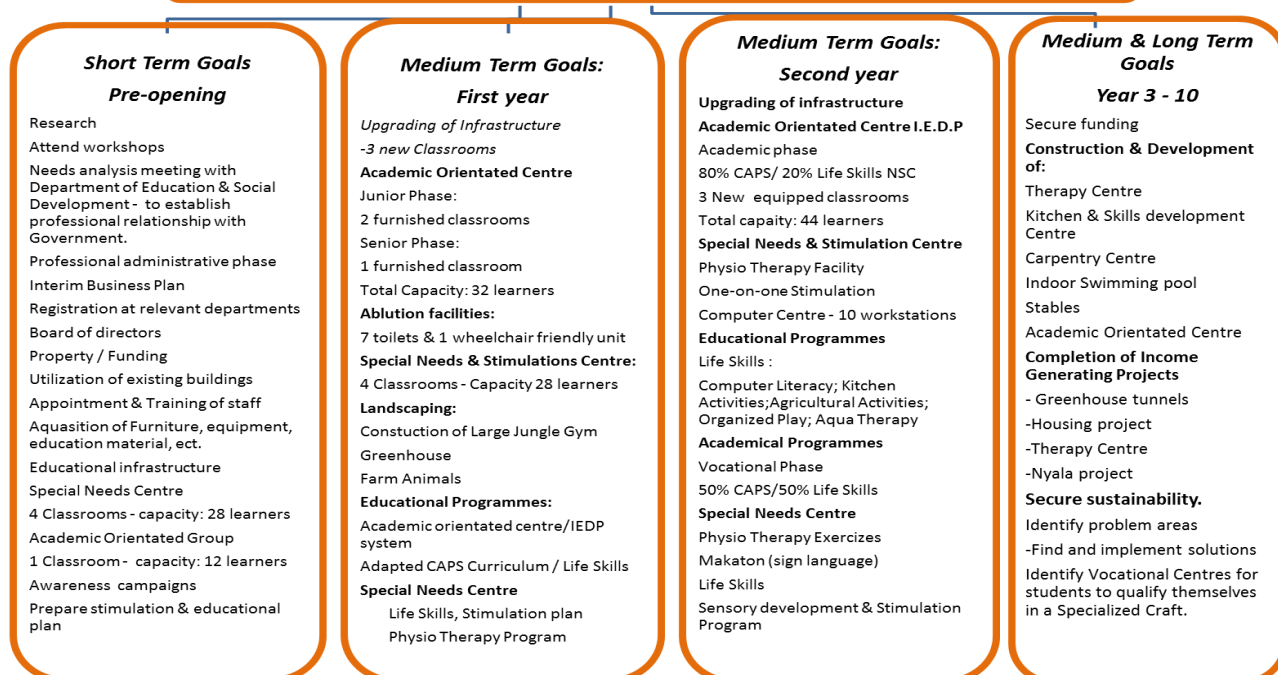 Short Term Goals
Pre-opening
Research
Attend workshops
Needs analysis meeting with
Department of Education & Social
Development - to establish
professional relationship with
Government.
Professional administrative phase
Interim Business Plan
Registration at relevant departments
Board of directors
Property / Funding
Utilization of existing buildings
Appointment & Training of staff
Aquasition of Furniture, equipment,
education material, ect.
Educational infrastructure
Special Needs Centre
4 Classrooms - capacity: 28 learners
Academic Orientated Group
1 Classroom - capacity: 12 learners
Awareness campaigns
Prepare stimulation & educational
plan
Medium Term Goals:
First year
Upgrading of Infrastructure
-3 new Classrooms
Academic Orientated Centre
Junior Phase:
2 furnished classrooms
Senior Phase:
1 furnished classroom
Total Capacity: 32 learners
Ablution facilities:
7 toilets & 1 wheelchair friendly unit
Special Needs & Stimulations Centre:
4 Classrooms - Capacity 28 learners
Landscaping:
Constuction of Large Jungle Gym
Greenhouse
Farm Animals
Educational Programmes:
Academic orientated centre/IEDP
system
Adapted CAPS Curriculum / Life Skills
Special Needs Centre
Life Skills, Stimulation plan
Physio Therapy Program
Medium Term Goals:
Second year
Upgrading of infrastructure
Academic Orientated Centre I.E.D.P
Academic phase
80% CAPS/ 20% Life Skills NSC
3 New equipped classrooms
Total capaity: 44 learners
Special Needs & Stimulation Centre
Physio Therapy Facility
One-on-one Stimulation
Computer Centre - 10 workstations
Educational Programmes
Life Skills :
Computer Literacy; Kitchen
Activities;Agricultural Activities;
Organized Play; Aqua Therapy
Academical Programmes
Vocational Phase
50% CAPS/50% Life Skills
Special Needs Centre
Physio Therapy Exercizes
Makaton (sign language)
Life Skills
Sensory development & Stimulation
Program
Medium & Long Term
Goals
Year 3 - 10
Secure funding
Construction & Development
of:
Therapy Centre
Kitchen & Skills development
Centre
Carpentry Centre
Indoor Swimming pool
Stables
Academic Orientated Centre
Completion of Income
Generating Projects
- Greenhouse tunnels
-Housing project
-Therapy Centre
-Nyala project
Secure sustainability.
Identify problem areas
-Find and implement solutions
Identify Vocational Centres for
students to qualify themselves
in a Specialized Craft.